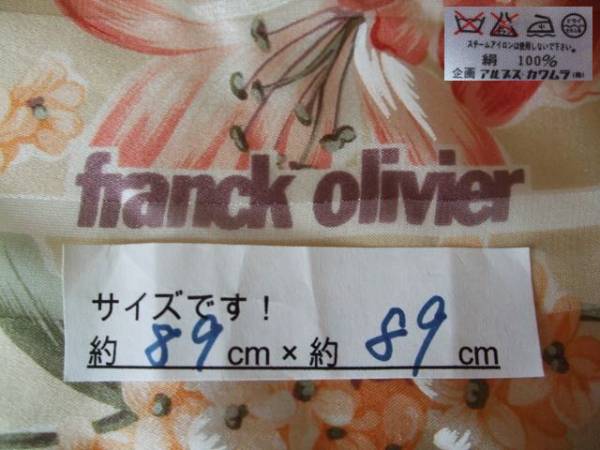 スチームアイロンは使用しないで下さい。
絹 100%
企画 アルプス・カワムラ(株)
franck olivier
サイズです!
約 89 cm × 約 89 cm